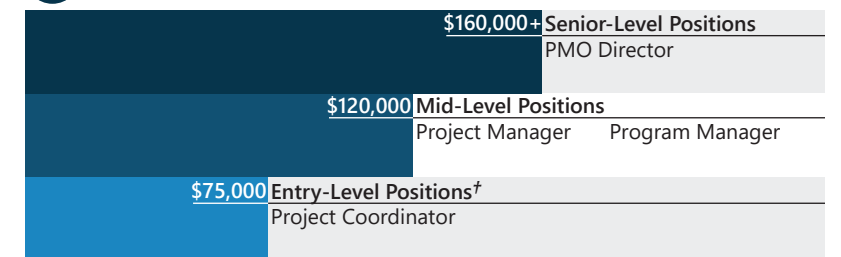 $160,000+ Senior-Level Positions
PMO Director
$120,000 Mid-Level Positions
Project Manager Program Manager
$75,000 Entry-Level Positions†
Project Coordinator